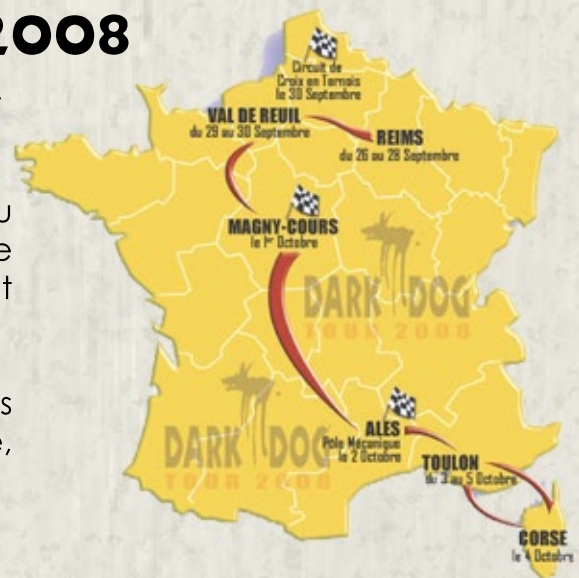 2008
Circuit de
Croix en Ternois
le 30 Septembre
VAL DE REUIL
du 29 au 30 Septembre
REIMS
du 26 au 28 Septembre
u
e
t
MAGNY-COURS
le 1er Octobre
DARK DOG
TOUR 2008
s
,
ALES
Pôle Mécanique
le 2 Octobre
DARK DOG
TOUR 2008
TOULON
du 3 au 5 Octobre
CORSE
le 4 Octobre